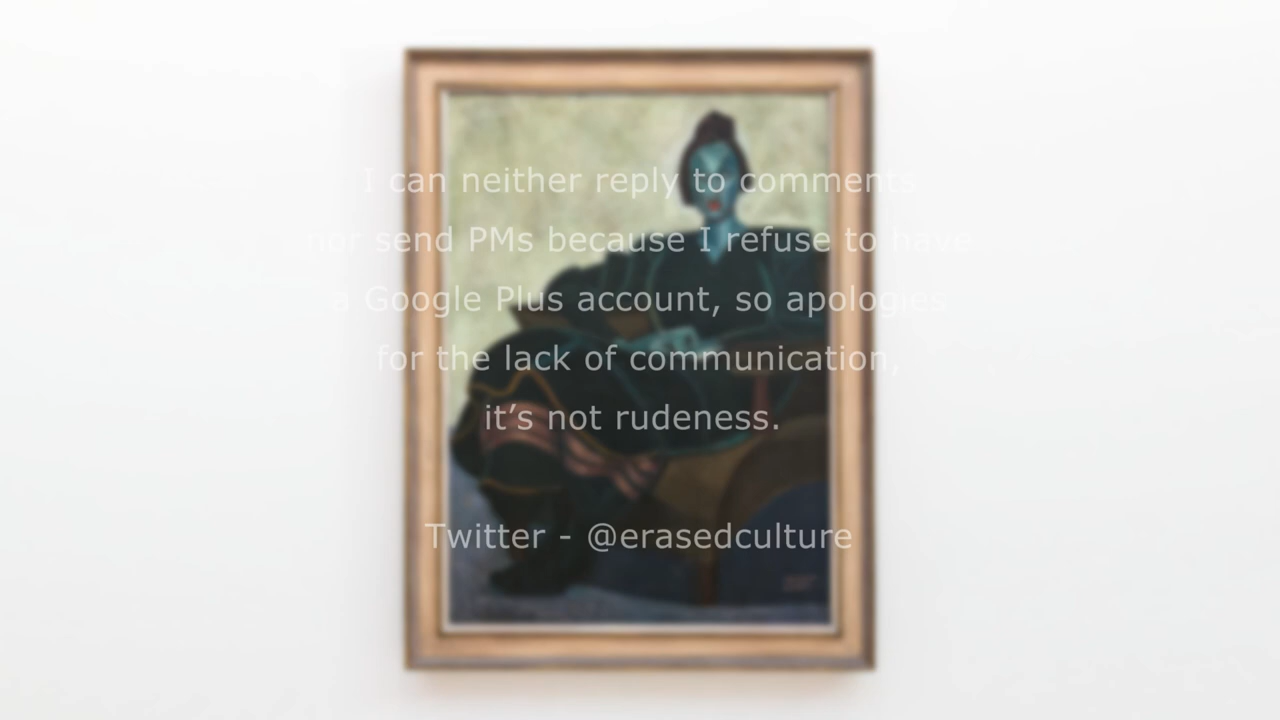 I can neither reply to comments
nor send PMs because I refuse to have
a Google Plus account, so apologies
for the lack of communication,
it’s not rudeness.
Twitter - @erasedculture